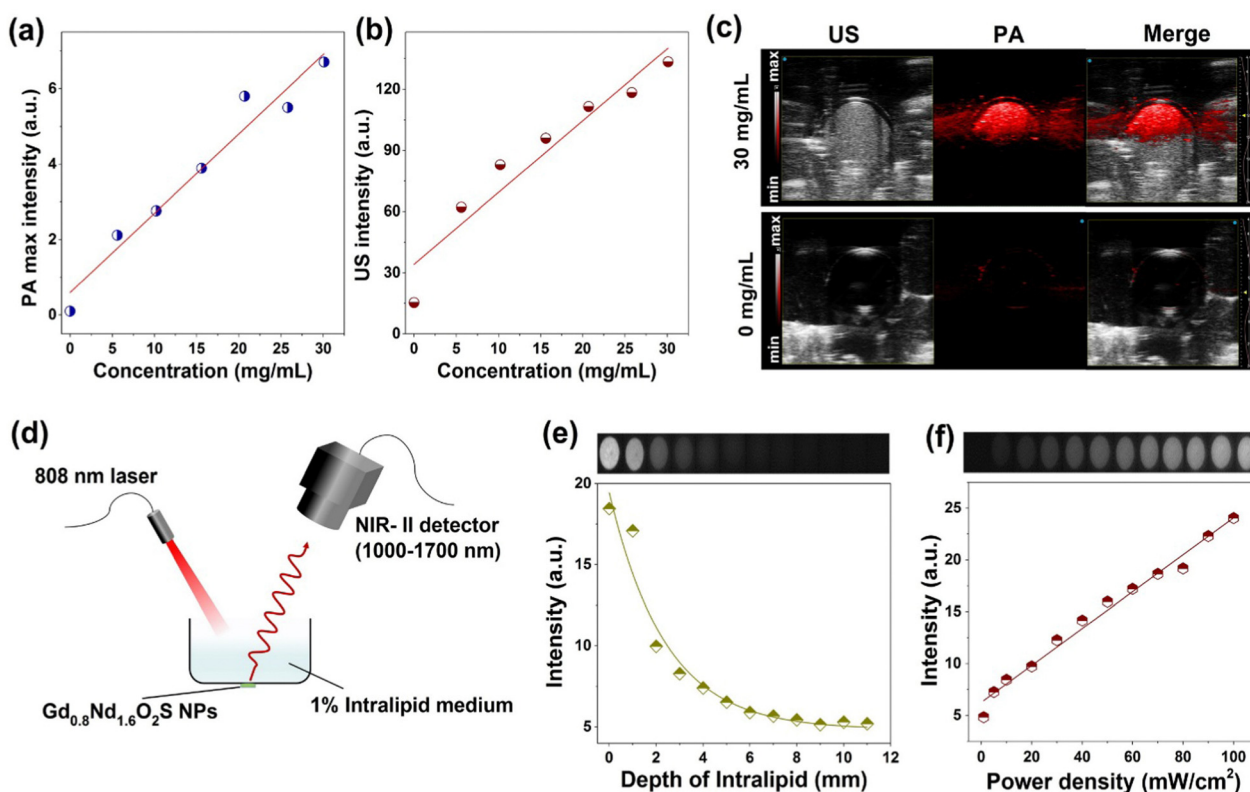 (a)
PA max intensity (a.u.)
6
4
2
0
0 5 10 15 20 25 30
Concentration (mg/mL)
(b)
US intensity (a.u.)
120
90
60
30
0
0 5 10 15 20 25 30
Concentration (mg/mL)
(c)
US PA Merge
30 mg/mL
max
min
0 mg/mL
max
min
(d)
808 nm laser
NIR- II detector
(1000-1700 nm)
Gd0.8Nd1.6O2S NPs
1% Intralipid medium
(e)
Intensity (a.u.)
20
15
10
5
0 2 4 6 8 10 12
Depth of Intralipid (mm)
(f)
Intensity (a.u.)
25
20
15
10
5
0 20 40 60 80 100
Power density (mW/cm2)